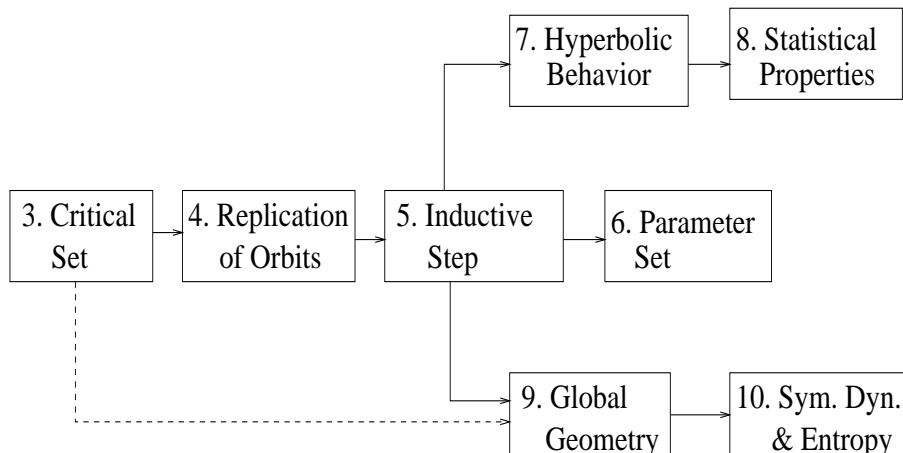 7. Hyperbolic
Behavior
8. Statistical
Properties
3. Critical
Set
4. Replication
of Orbits
5. Inductive
Step
6. Parameter
Set
9. Global
Geometry
10. Sym. Dyn.
& Entropy